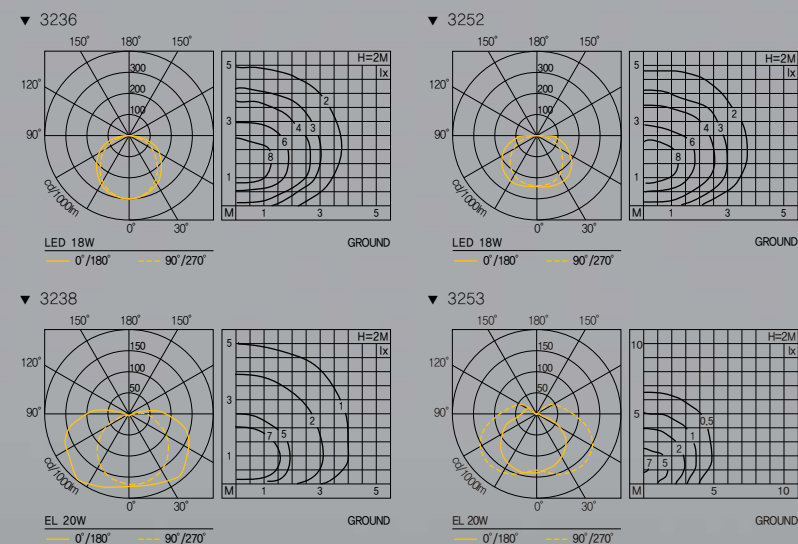 ▼ 3236
150° 180° 150°
120°
90°
300
200
100
cd/1000lm
0° 30°
LED 18W
0°/180° 90°/270°
H=2M
lx
5
3
1
2
3
4
6
8
M 1 3 5
GROUND
▼ 3252
150° 180° 150°
120°
90°
300
200
100
cd/1000lm
0° 30°
LED 18W
0°/180° 90°/270°
H=2M
lx
5
3
1
2
3
4
6
8
M 1 3 5
GROUND
▼ 3238
150° 180° 150°
120°
90°
150
100
50
cd/1000lm
0° 30°
EL 20W
0°/180° 90°/270°
H=2M
lx
5
3
1
1
2
5
7
M 1 3 5
GROUND
▼ 3253
150° 180° 150°
120°
90°
150
100
50
cd/1000lm
0° 30°
EL 20W
0°/180° 90°/270°
H=2M
lx
10
5
0,5
1
2
5
7
M 5 10
GROUND